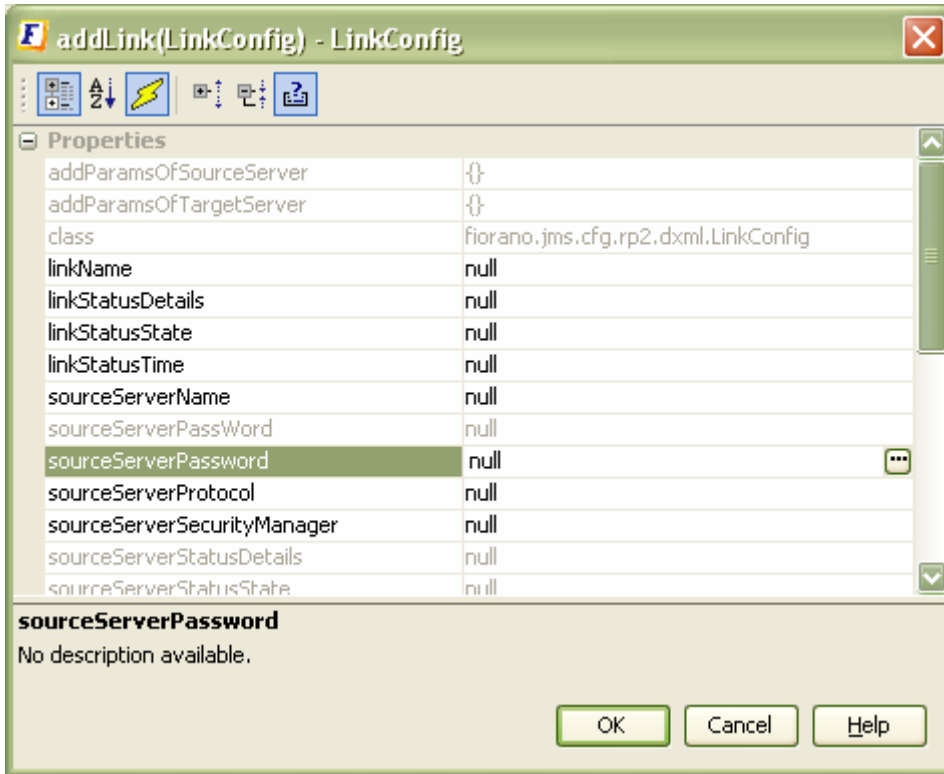 addLink(LinkConfig) - LinkConfig
Properties
addParamsOfSourceServer {}
addParamsOfTargetServer {}
class fiorano.jms.cfg.rp2.dxml.LinkConfig
linkName null
linkStatusDetails null
linkStatusState null
linkStatusTime null
sourceServerName null
sourceServerPassWord null
sourceServerPassword null
sourceServerProtocol null
sourceServerSecurityManager null
sourceServerStatusDetails null
sourceServerStatusState null
sourceServerPassword
No description available.
OK Cancel Help